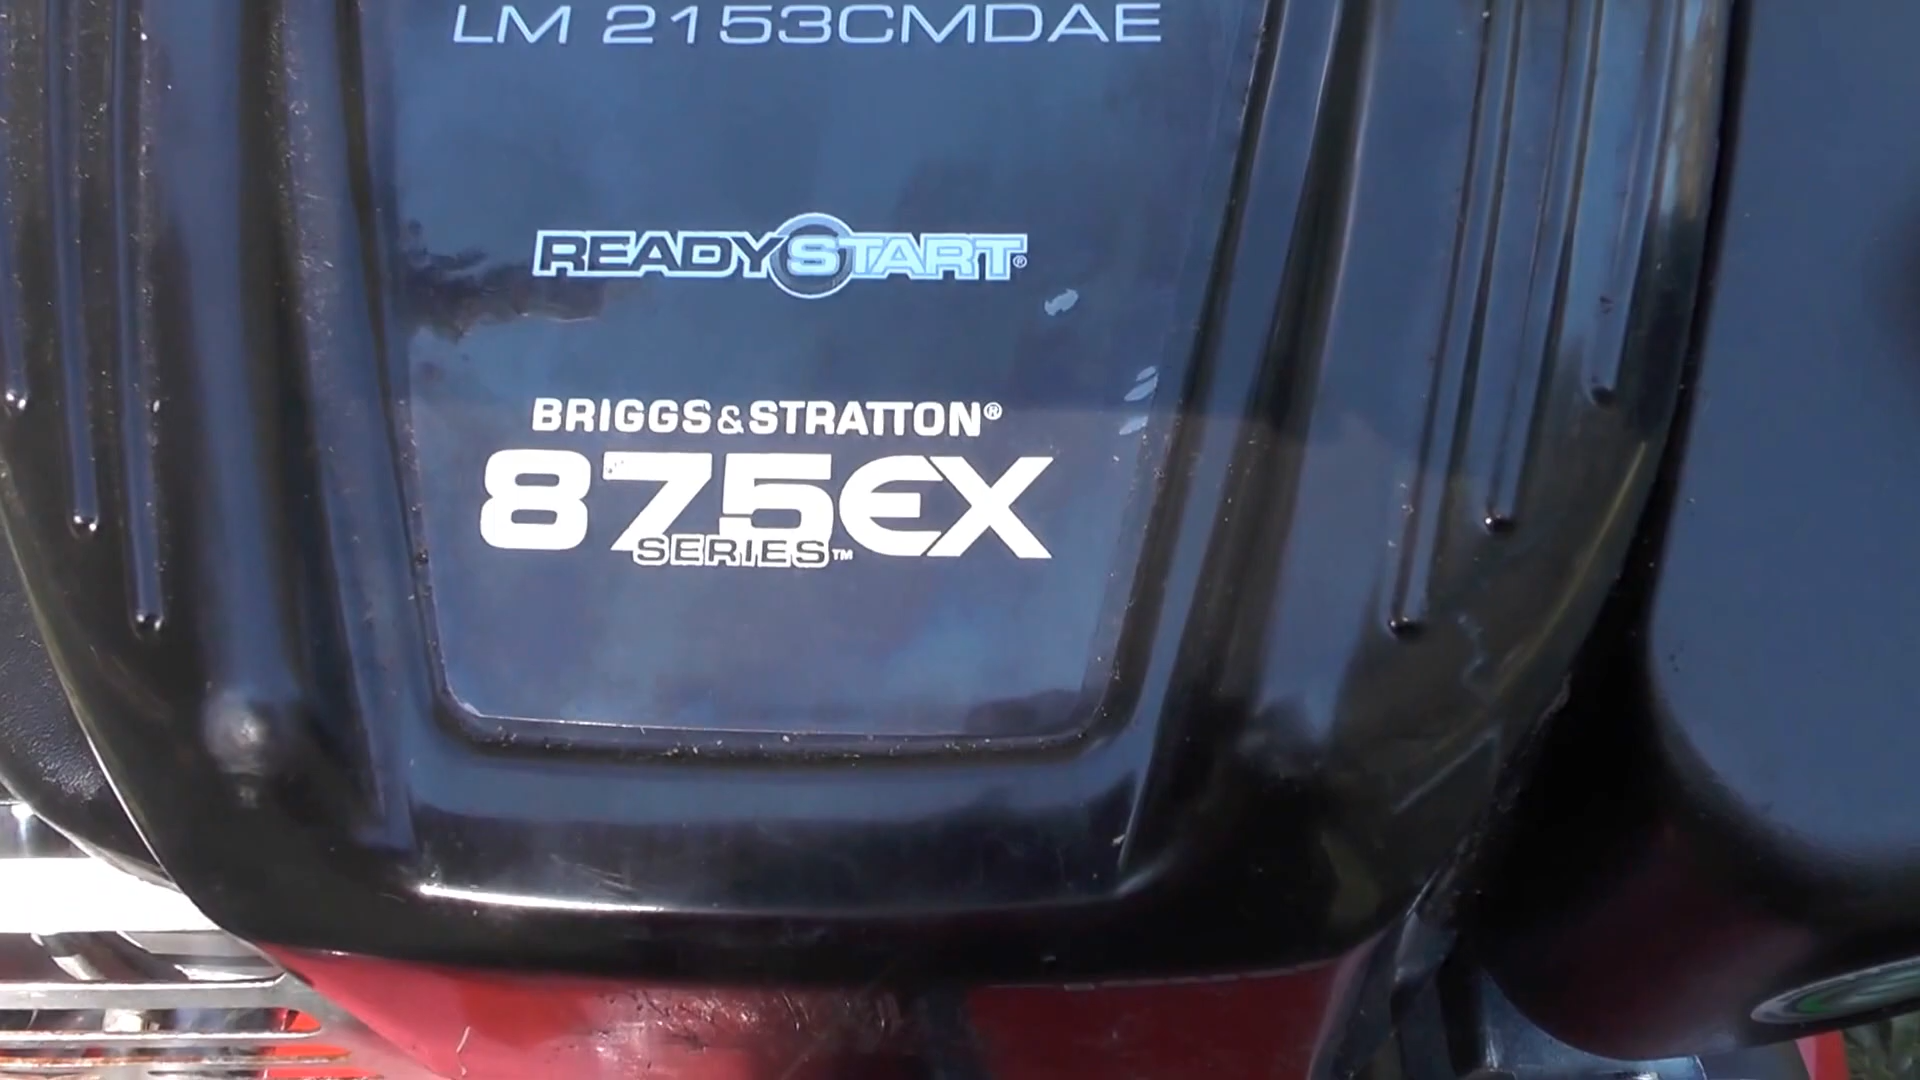 LM 2153CMDAE
READYSTART®
BRIGGS&STRATTON®
875EX
SERIES™